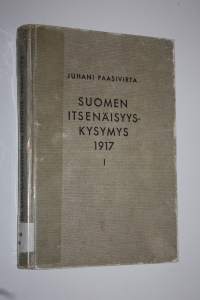 JUHANI PAASIVIRTA
SUOMEN
ITSENÄISYYS-
KYSYMYS
1917
I